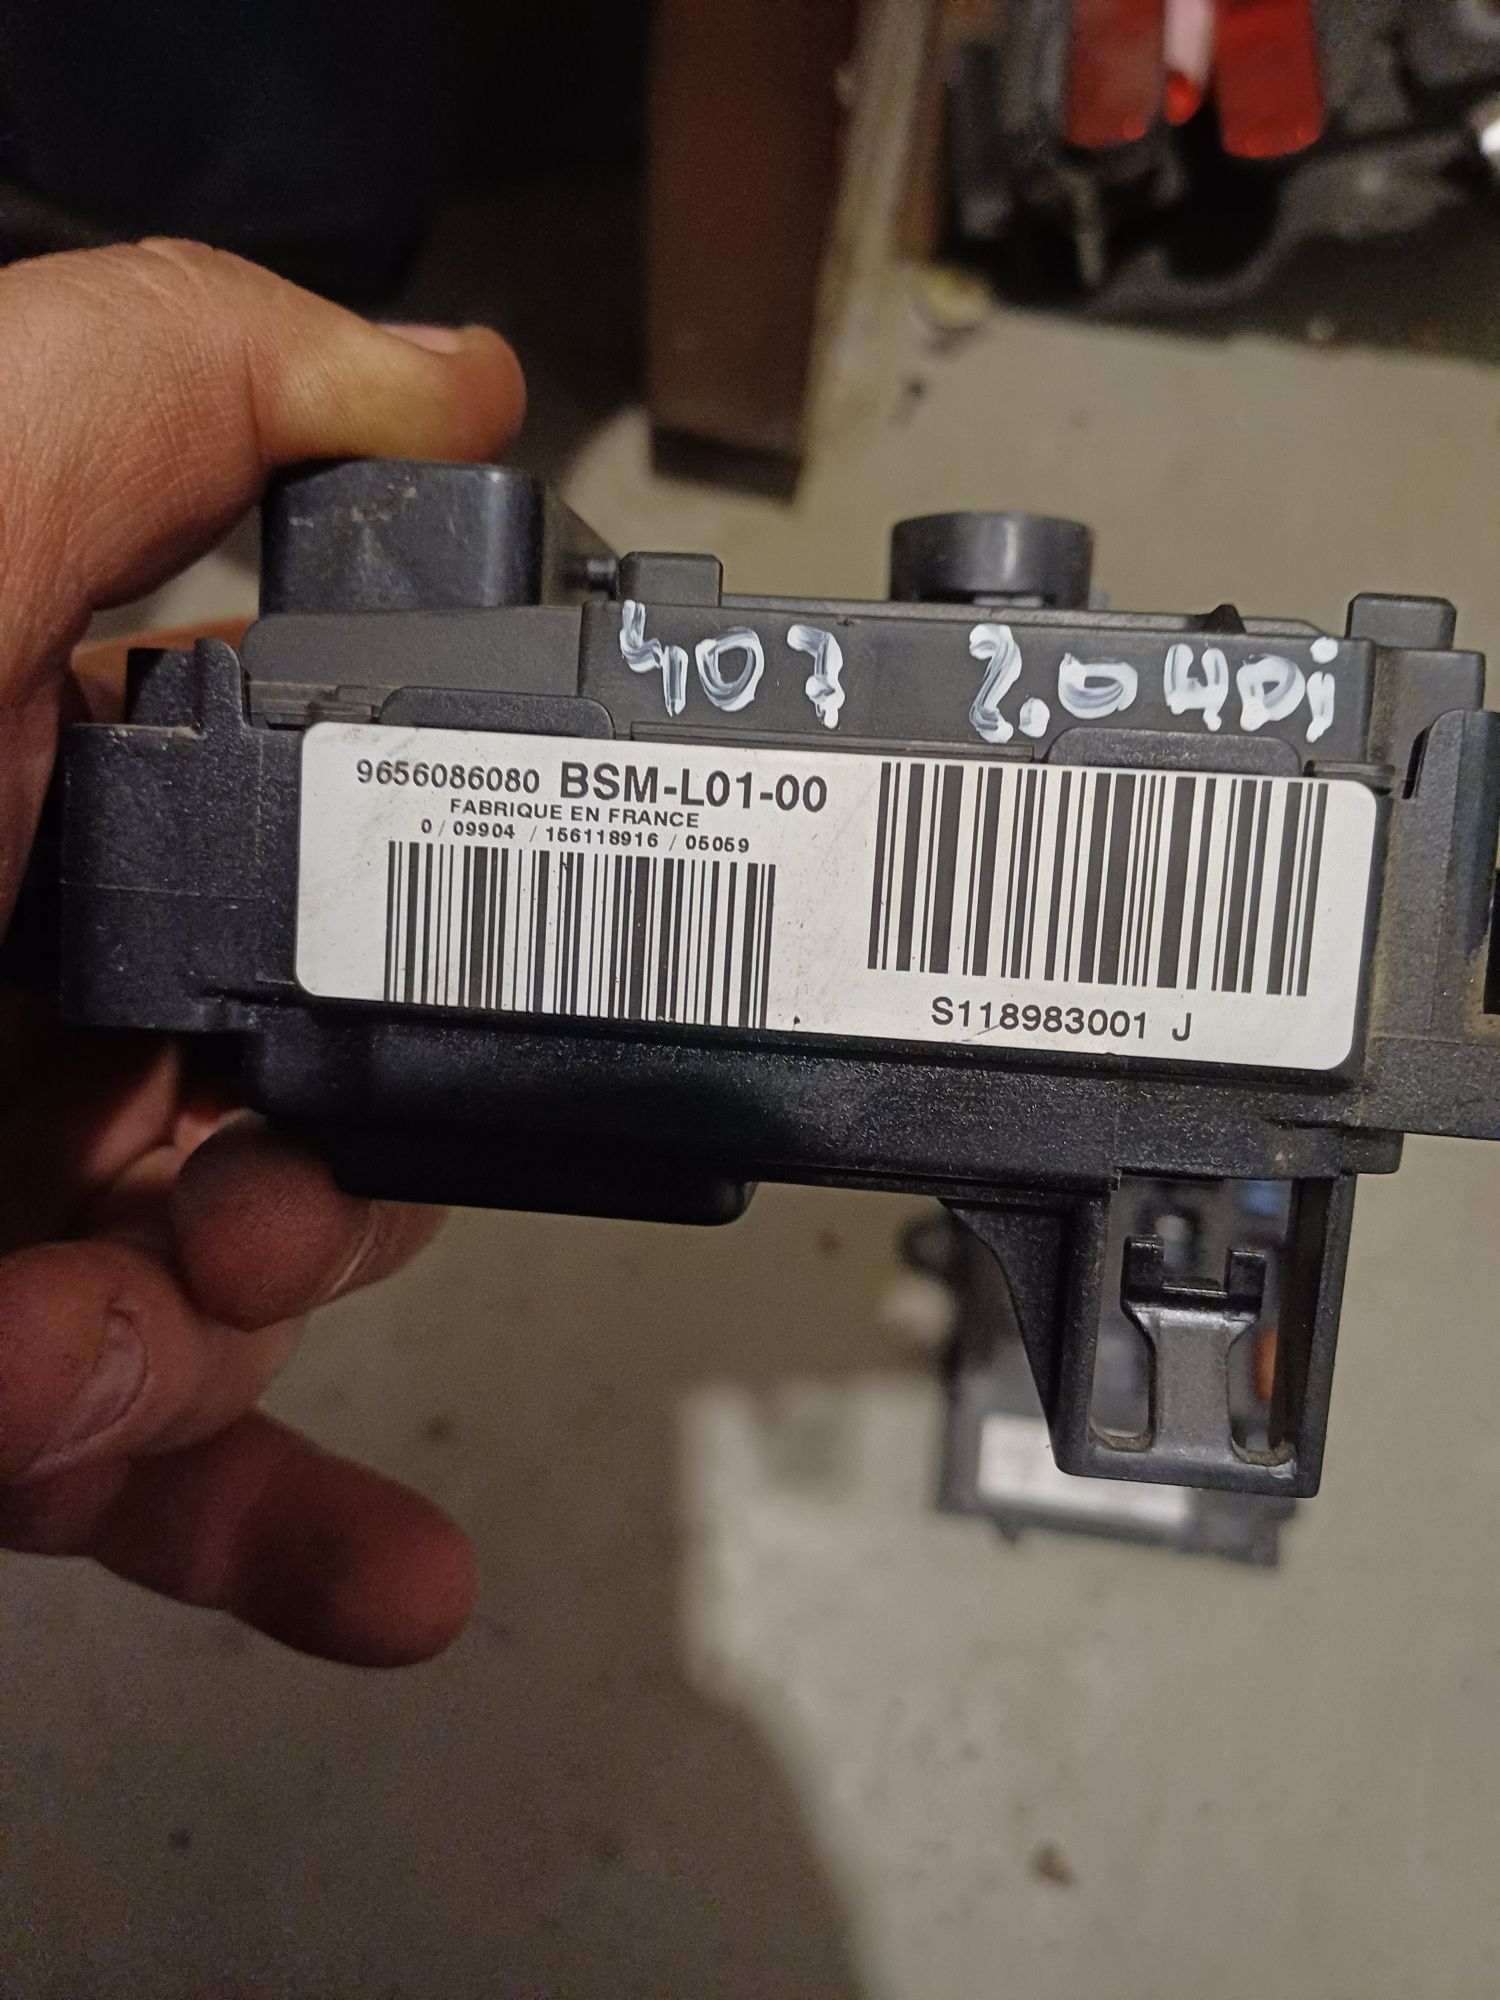 407 2.0 HDi
9656086080 BSM-L01-00
FABRIQUE EN FRANCE
0 / 09904 / 156118916 / 05059
S118983001 J